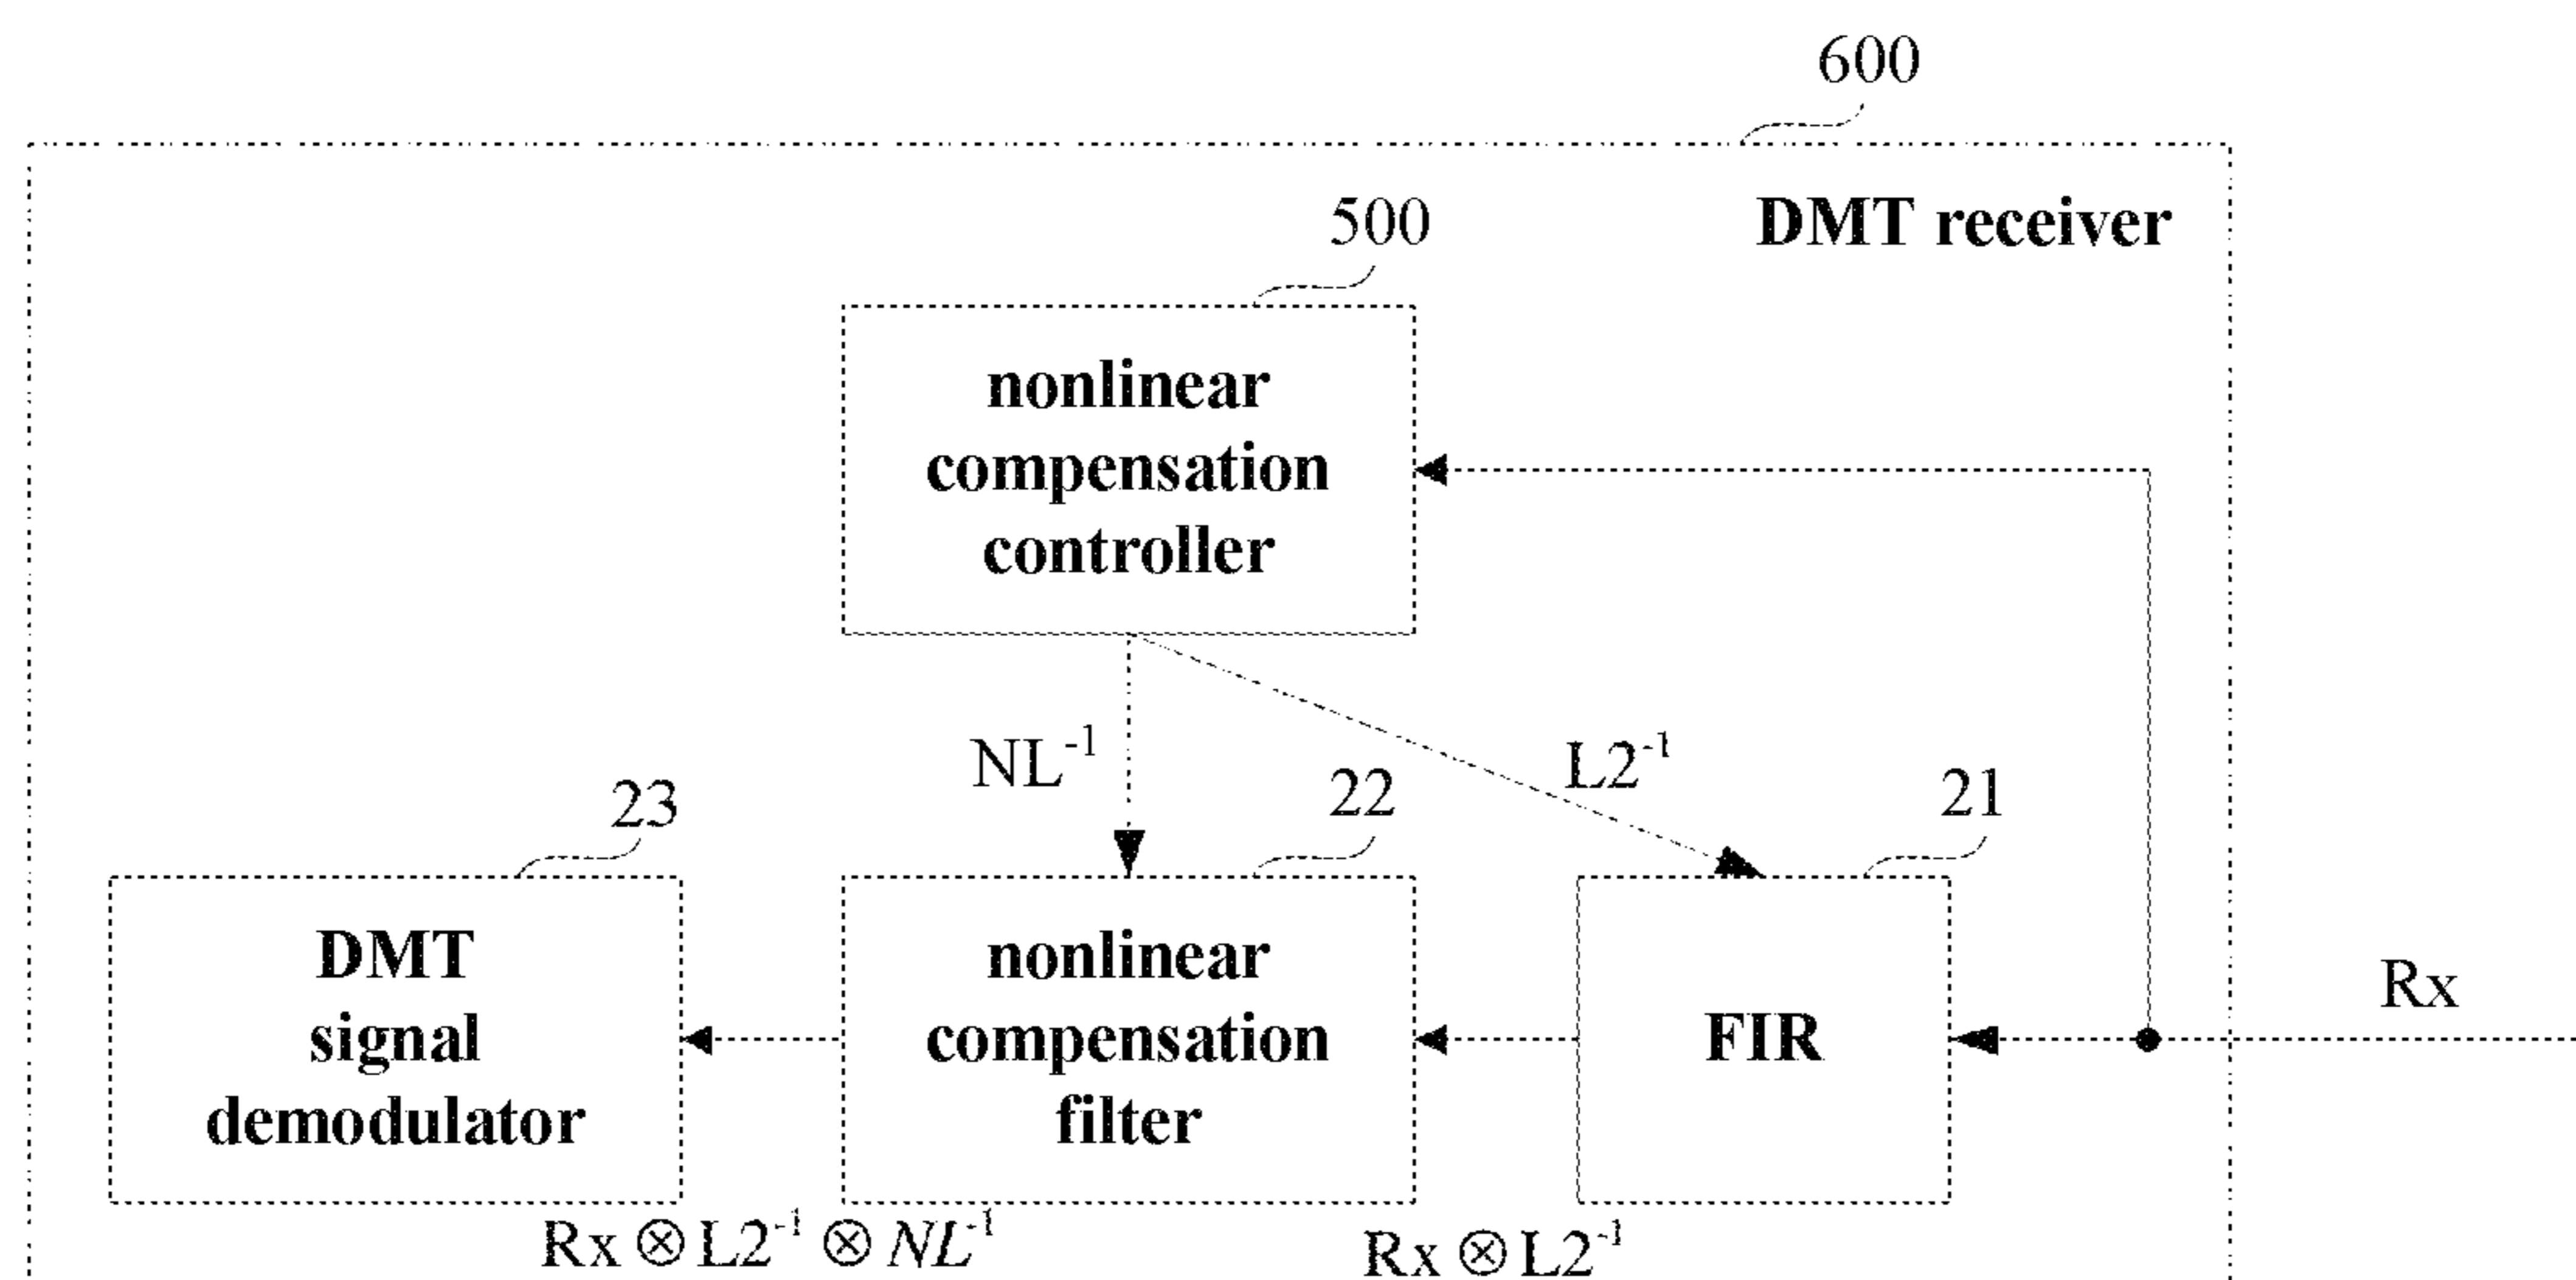 600
DMT receiver
500
nonlinear
compensation
controller
NL⁻¹
L2⁻¹
23
22
21
DMT
signal
demodulator
nonlinear
compensation
filter
FIR
Rx
Rx ⊗ L2⁻¹ ⊗ NL⁻¹
Rx ⊗ L2⁻¹